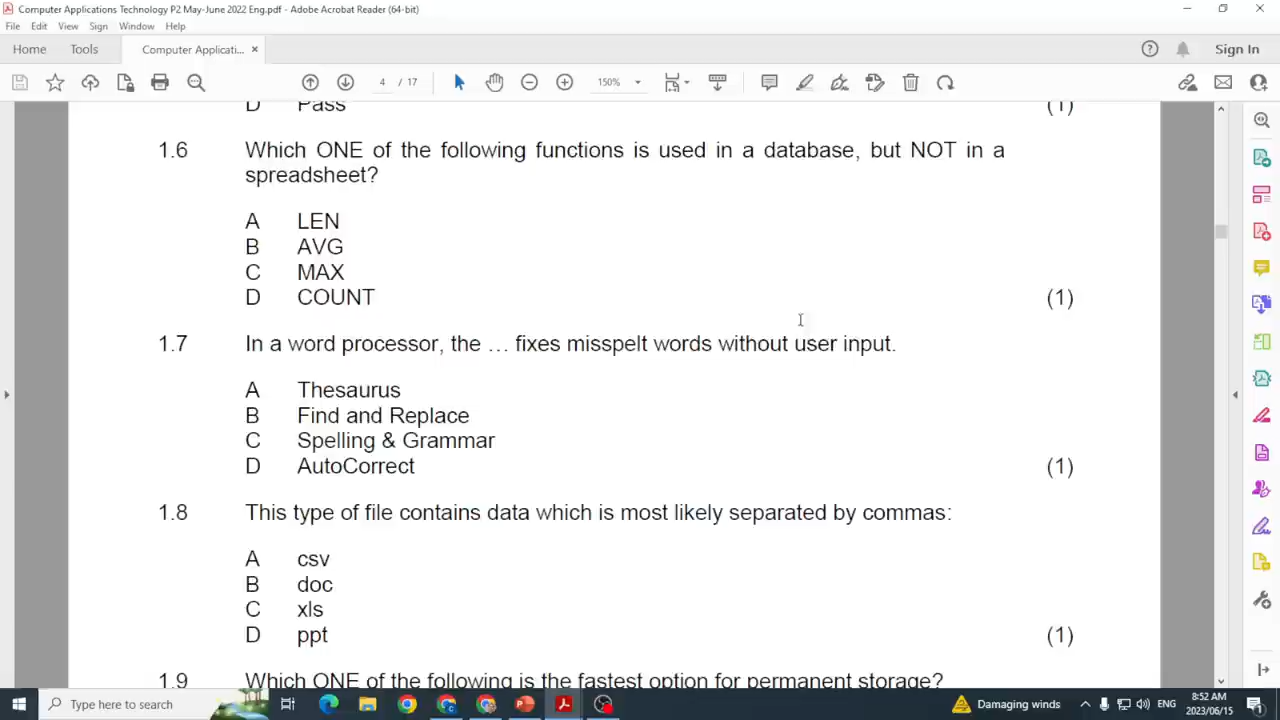 Computer Applications Technology P2 May-June 2022 Eng.pdf - Adobe Acrobat Reader (64-bit)
File Edit View Sign Window Help
Home Tools Computer Applicati... Sign In
4 / 17 150%
D Pass (1)
1.6 Which ONE of the following functions is used in a database, but NOT in a
spreadsheet?
A LEN
B AVG
C MAX
D COUNT (1)
1.7 In a word processor, the … fixes misspelt words without user input.
A Thesaurus
B Find and Replace
C Spelling & Grammar
D AutoCorrect (1)
1.8 This type of file contains data which is most likely separated by commas:
A csv
B doc
C xls
D ppt (1)
1.9 Which ONE of the following is the fastest option for permanent storage?
Type here to search Damaging winds ENG 8:52 AM
2023/06/15